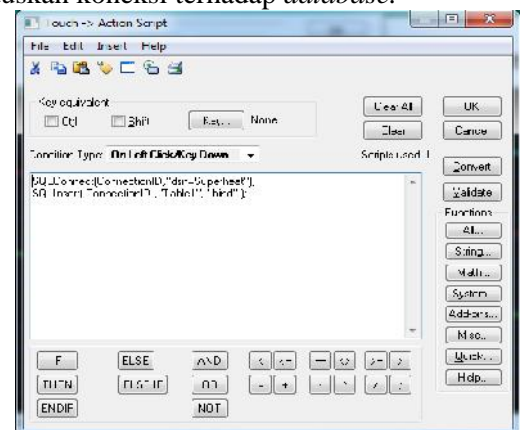 uskan koneksi terhadap database.
Touch -> Action Script
File Edit Insert Help
Key equivalent
Ctrl Shift Key... None
Clear All
Clear
OK
Cancel
Condition Type: On Left Click/Key Down
Scripts used: 1
Convert
Validate
SQLConnect(ConnectionID,"dsn=Superheat");
SQLInsert( ConnectionID, "Table1", "bind" );
Functions
All...
String...
Math...
System...
Add-ons...
Misc...
Quick...
Help...
IF ELSE AND < <= = <> >= >
THEN ELSE IF OR - +
ENDIF NOT